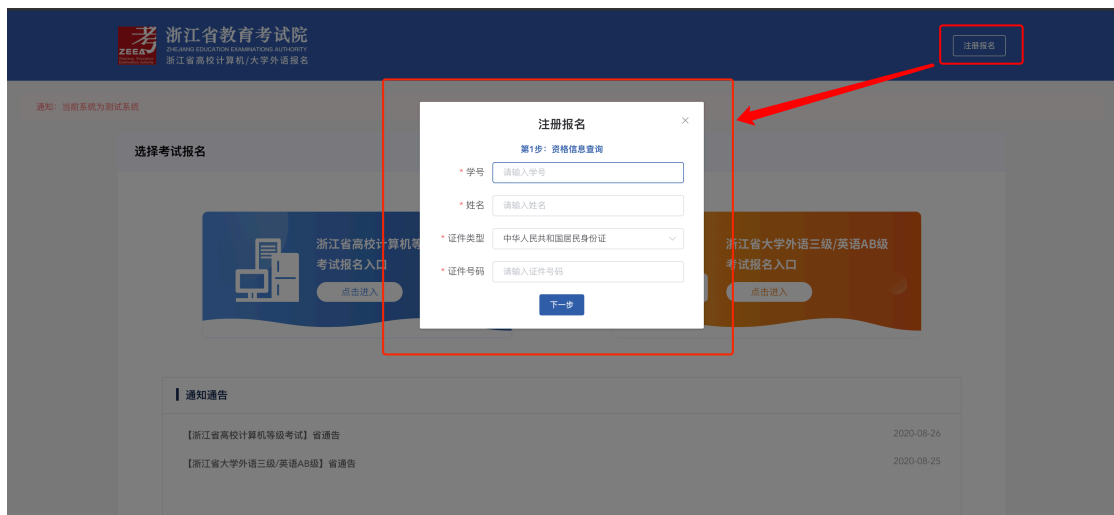 考
ZEEA
浙江省教育考试院
ZHEJIANG EDUCATION EXAMINATIONS AUTHORITY
浙江省高校计算机/大学外语报名
注册报名
通知：当前系统为测试系统
选择考试报名
注册报名
×
第1步：资格信息查询
* 学号 请输入学号
* 姓名 请输入姓名
* 证件类型 中华人民共和国居民身份证
* 证件号码 请输入证件号码
下一步
浙江省高校计算机等
考试报名入口
点击进入
浙江省大学外语三级/英语AB级
考试报名入口
点击进入
通知通告
【浙江省高校计算机等级考试】省通告 2020-08-26
【浙江省大学外语三级/英语AB级】省通告 2020-08-25